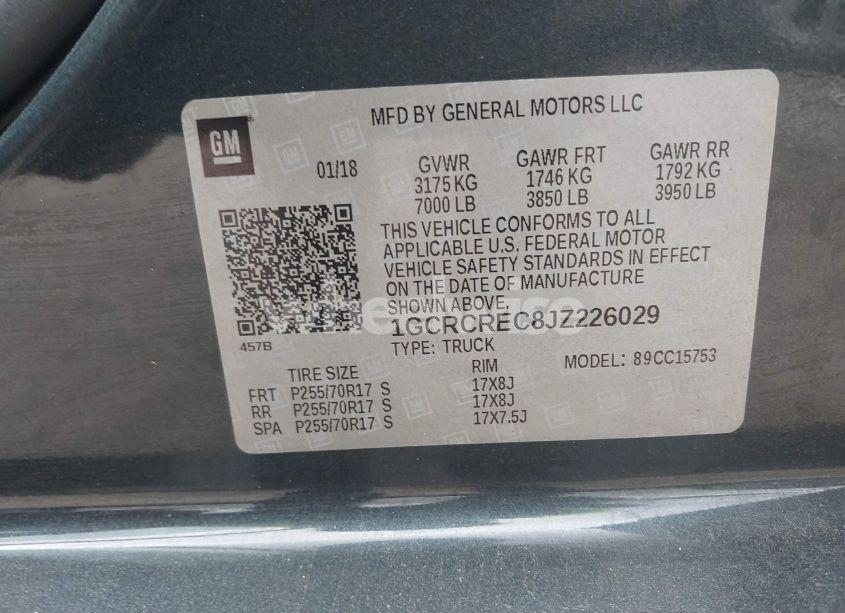 MFD BY GENERAL MOTORS LLC
GM
01/18
GVWR GAWR FRT GAWR RR
3175 KG 1746 KG 1792 KG
7000 LB 3850 LB 3950 LB
THIS VEHICLE CONFORMS TO ALL
APPLICABLE U.S. FEDERAL MOTOR
VEHICLE SAFETY STANDARDS IN EFFECT
ON THE DATE OF MANUFACTURE
SHOWN ABOVE.
1GCRCREC8JZ226029
457B
TYPE: TRUCK MODEL: 89CC15753
TIRE SIZE RIM
FRT P255/70R17 S 17X8J
RR P255/70R17 S 17X8J
SPA P255/70R17 S 17X7.5J